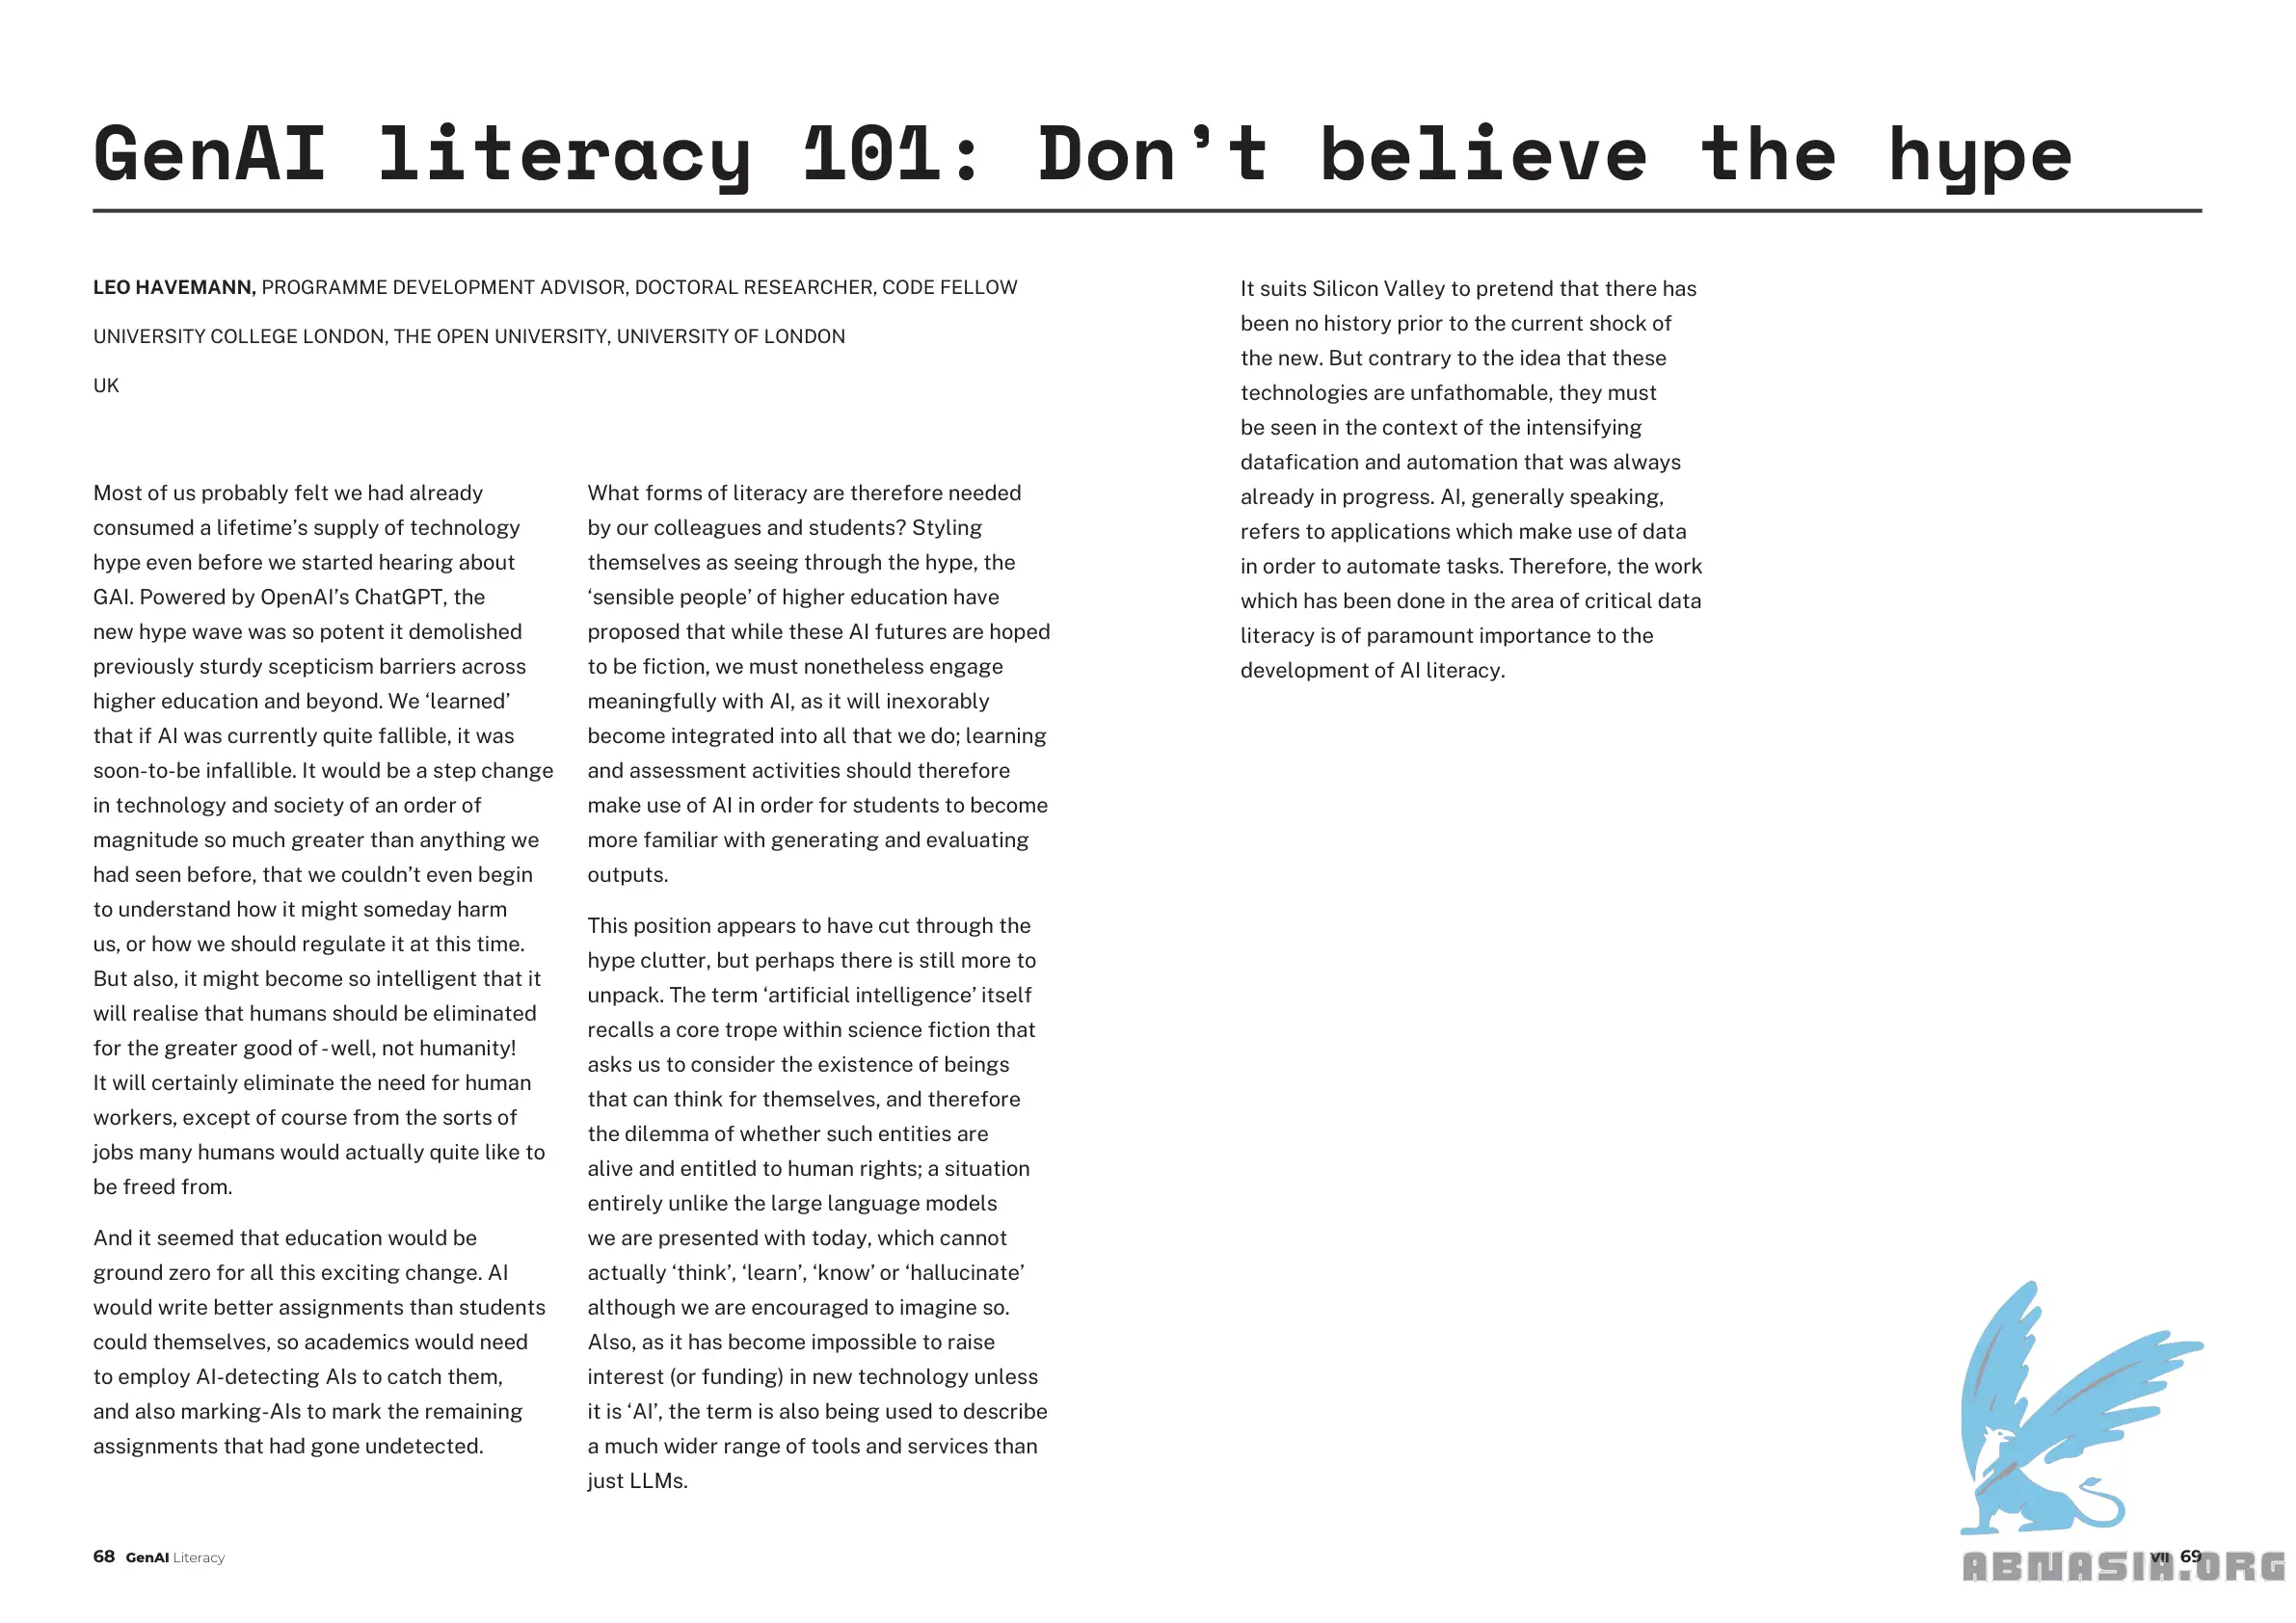 GenAI literacy 101: Don’t believe the hype
LEO HAVEMANN, PROGRAMME DEVELOPMENT ADVISOR, DOCTORAL RESEARCHER, CODE FELLOW
UNIVERSITY COLLEGE LONDON, THE OPEN UNIVERSITY, UNIVERSITY OF LONDON
UK
Most of us probably felt we had already
consumed a lifetime’s supply of technology
hype even before we started hearing about
GAI. Powered by OpenAI’s ChatGPT, the
new hype wave was so potent it demolished
previously sturdy scepticism barriers across
higher education and beyond. We ‘learned’
that if AI was currently quite fallible, it was
soon-to-be infallible. It would be a step change
in technology and society of an order of
magnitude so much greater than anything we
had seen before, that we couldn’t even begin
to understand how it might someday harm
us, or how we should regulate it at this time.
But also, it might become so intelligent that it
will realise that humans should be eliminated
for the greater good of - well, not humanity!
It will certainly eliminate the need for human
workers, except of course from the sorts of
jobs many humans would actually quite like to
be freed from.
And it seemed that education would be
ground zero for all this exciting change. AI
would write better assignments than students
could themselves, so academics would need
to employ AI-detecting AIs to catch them,
and also marking-AIs to mark the remaining
assignments that had gone undetected.
What forms of literacy are therefore needed
by our colleagues and students? Styling
themselves as seeing through the hype, the
‘sensible people’ of higher education have
proposed that while these AI futures are hoped
to be fiction, we must nonetheless engage
meaningfully with AI, as it will inexorably
become integrated into all that we do; learning
and assessment activities should therefore
make use of AI in order for students to become
more familiar with generating and evaluating
outputs.
This position appears to have cut through the
hype clutter, but perhaps there is still more to
unpack. The term ‘artificial intelligence’ itself
recalls a core trope within science fiction that
asks us to consider the existence of beings
that can think for themselves, and therefore
the dilemma of whether such entities are
alive and entitled to human rights; a situation
entirely unlike the large language models
we are presented with today, which cannot
actually ‘think’, ‘learn’, ‘know’ or ‘hallucinate’
although we are encouraged to imagine so.
Also, as it has become impossible to raise
interest (or funding) in new technology unless
it is ‘AI’, the term is also being used to describe
a much wider range of tools and services than
just LLMs.
It suits Silicon Valley to pretend that there has
been no history prior to the current shock of
the new. But contrary to the idea that these
technologies are unfathomable, they must
be seen in the context of the intensifying
datafication and automation that was always
already in progress. AI, generally speaking,
refers to applications which make use of data
in order to automate tasks. Therefore, the work
which has been done in the area of critical data
literacy is of paramount importance to the
development of AI literacy.
68 GenAI Literacy
VII 69
ABNASIA.ORG